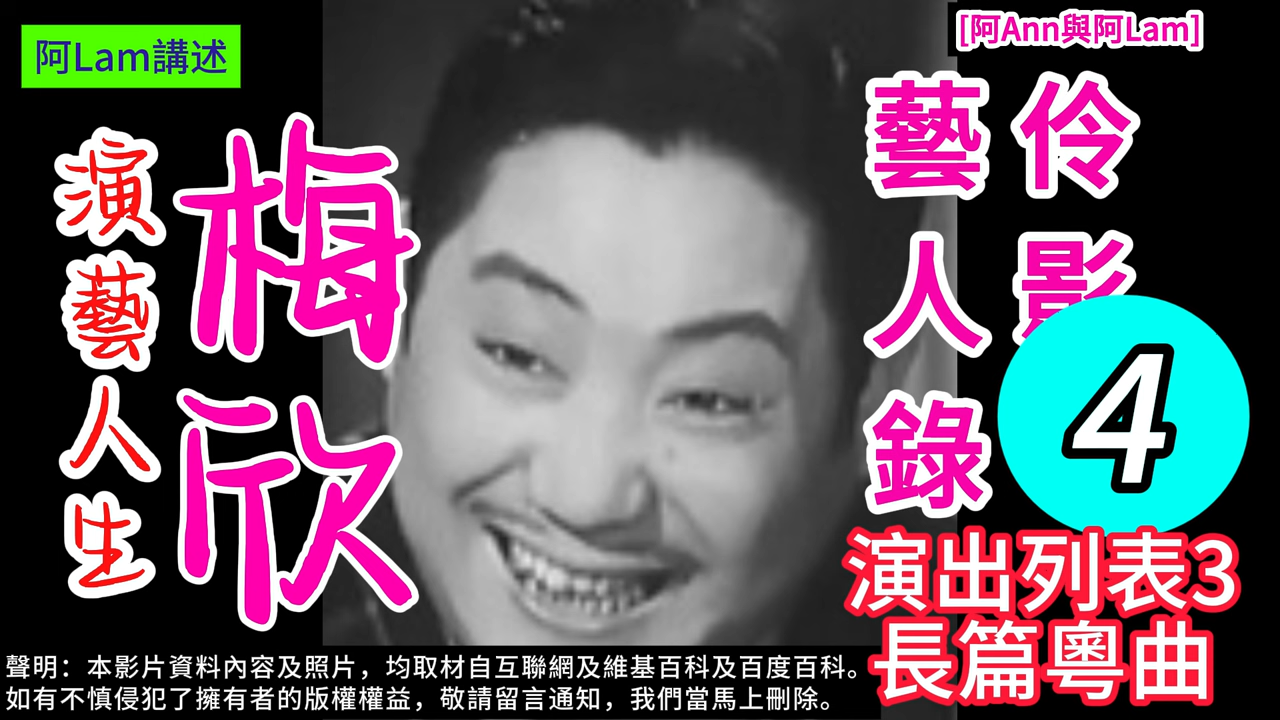 阿Lam講述
[阿Ann與阿Lam]
演藝人生
梅欣
伶影
藝人錄
4
演出列表3
長篇粵曲
聲明：本影片資料內容及照片，均取材自互聯網及維基百科及百度百科。
如有不慎侵犯了擁有者的版權權益，敬請留言通知，我們當馬上刪除。